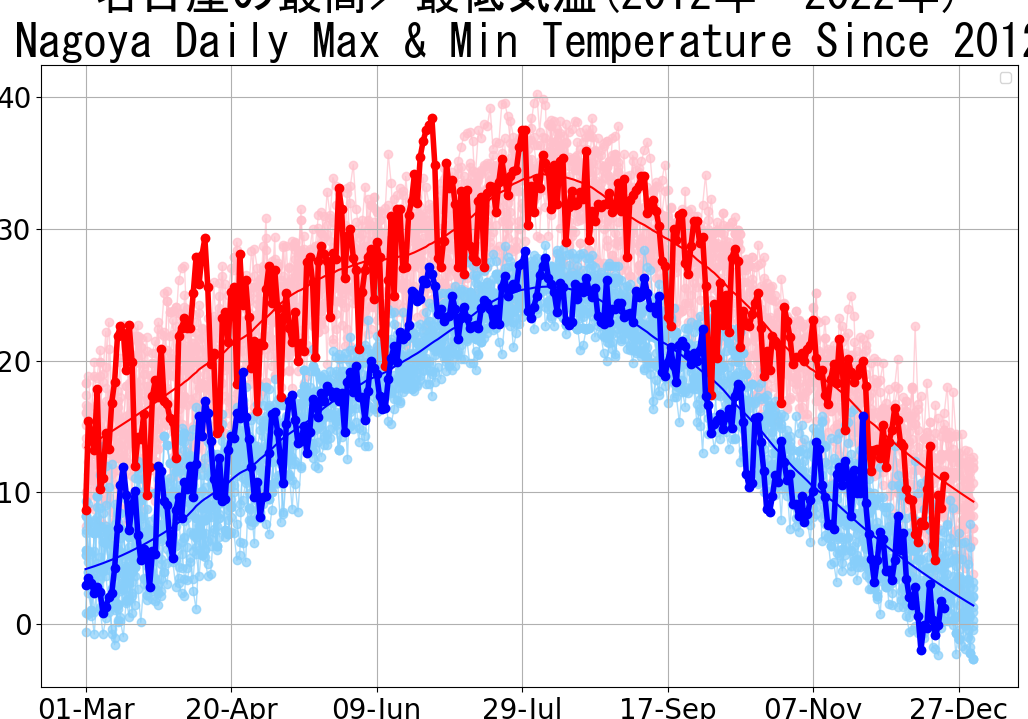 名古屋の最高／最低気温(2012年－2022年)
Nagoya Daily Max & Min Temperature Since 2012
40
30
20
10
0
01-Mar 20-Apr 09-Jun 29-Jul 17-Sep 07-Nov 27-Dec